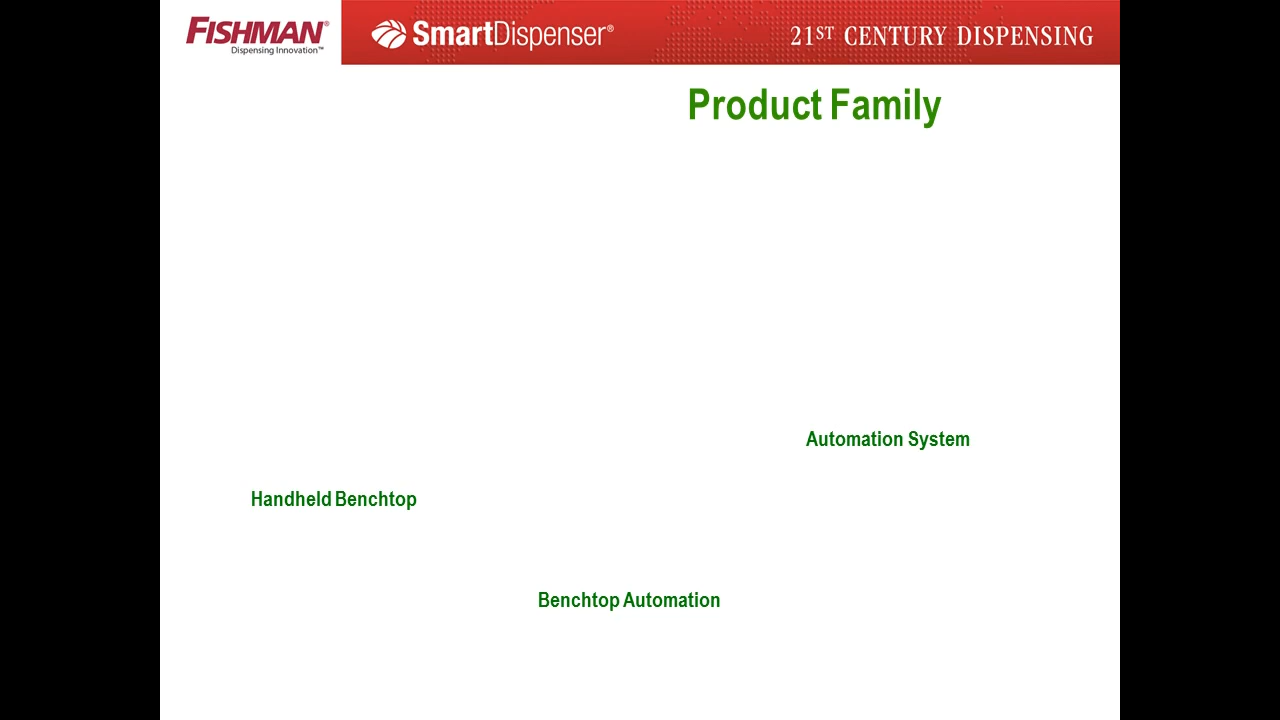 FISHMAN®
Dispensing Innovation™
SmartDispenser®
21ST CENTURY DISPENSING
Product Family
Automation System
Handheld Benchtop
Benchtop Automation